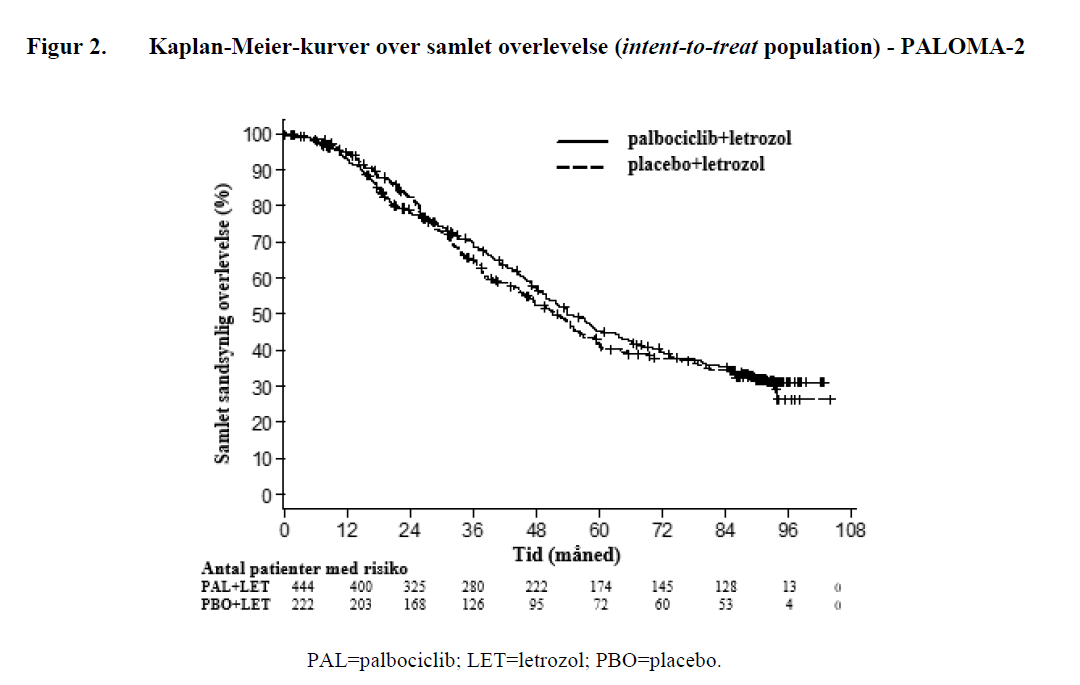 Figur 2. Kaplan-Meier-kurver over samlet overlevelse (intent-to-treat population) - PALOMA-2
palbociclib+letrozol
placebo+letrozol
Samlet sandsynlig overlevelse (%)
100
90
80
70
60
50
40
30
20
10
0
0 12 24 36 48 60 72 84 96 108
Tid (måned)
Antal patienter med risiko
PAL+LET 444 400 325 280 222 174 145 128 13 0
PBO+LET 222 203 168 126 95 72 60 53 4 0
PAL=palbociclib; LET=letrozol; PBO=placebo.